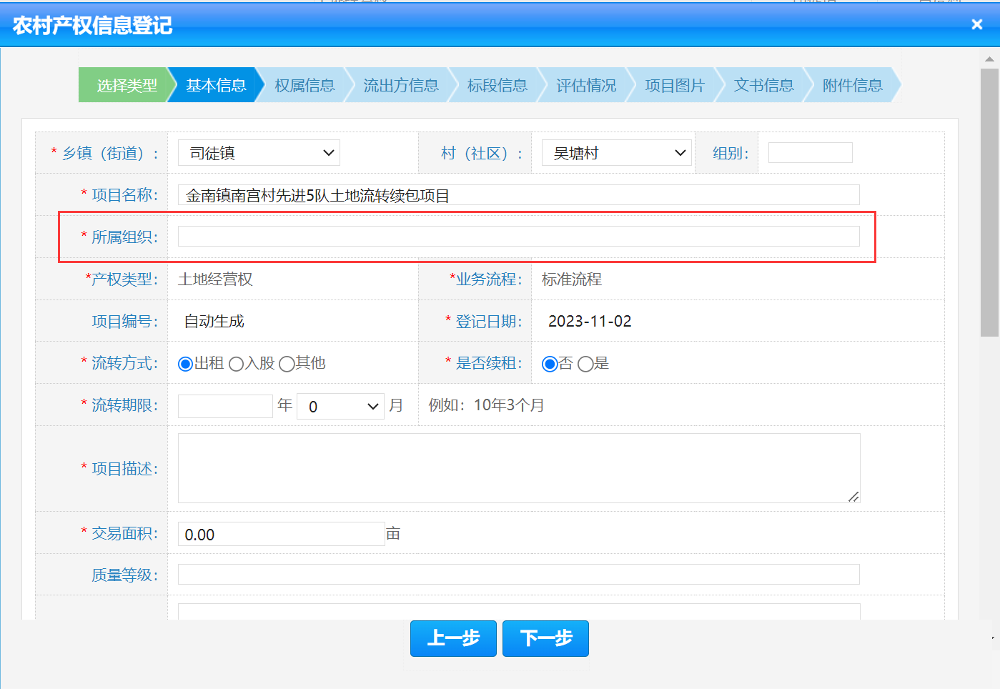 农村产权信息登记
选择类型 基本信息 权属信息 流出方信息 标段信息 评估情况 项目图片 文书信息 附件信息
* 乡镇（街道）： 司徒镇 村（社区）： 吴塘村 组别：
* 项目名称： 金南镇南宫村先进5队土地流转续包项目
* 所属组织：
*产权类型： 土地经营权 *业务流程： 标准流程
项目编号： 自动生成 * 登记日期： 2023-11-02
* 流转方式： 出租 入股 其他 * 是否续租： 否 是
* 流转期限： 年 0 月 例如：10年3个月
* 项目描述：
* 交易面积： 0.00 亩
质量等级：
上一步 下一步